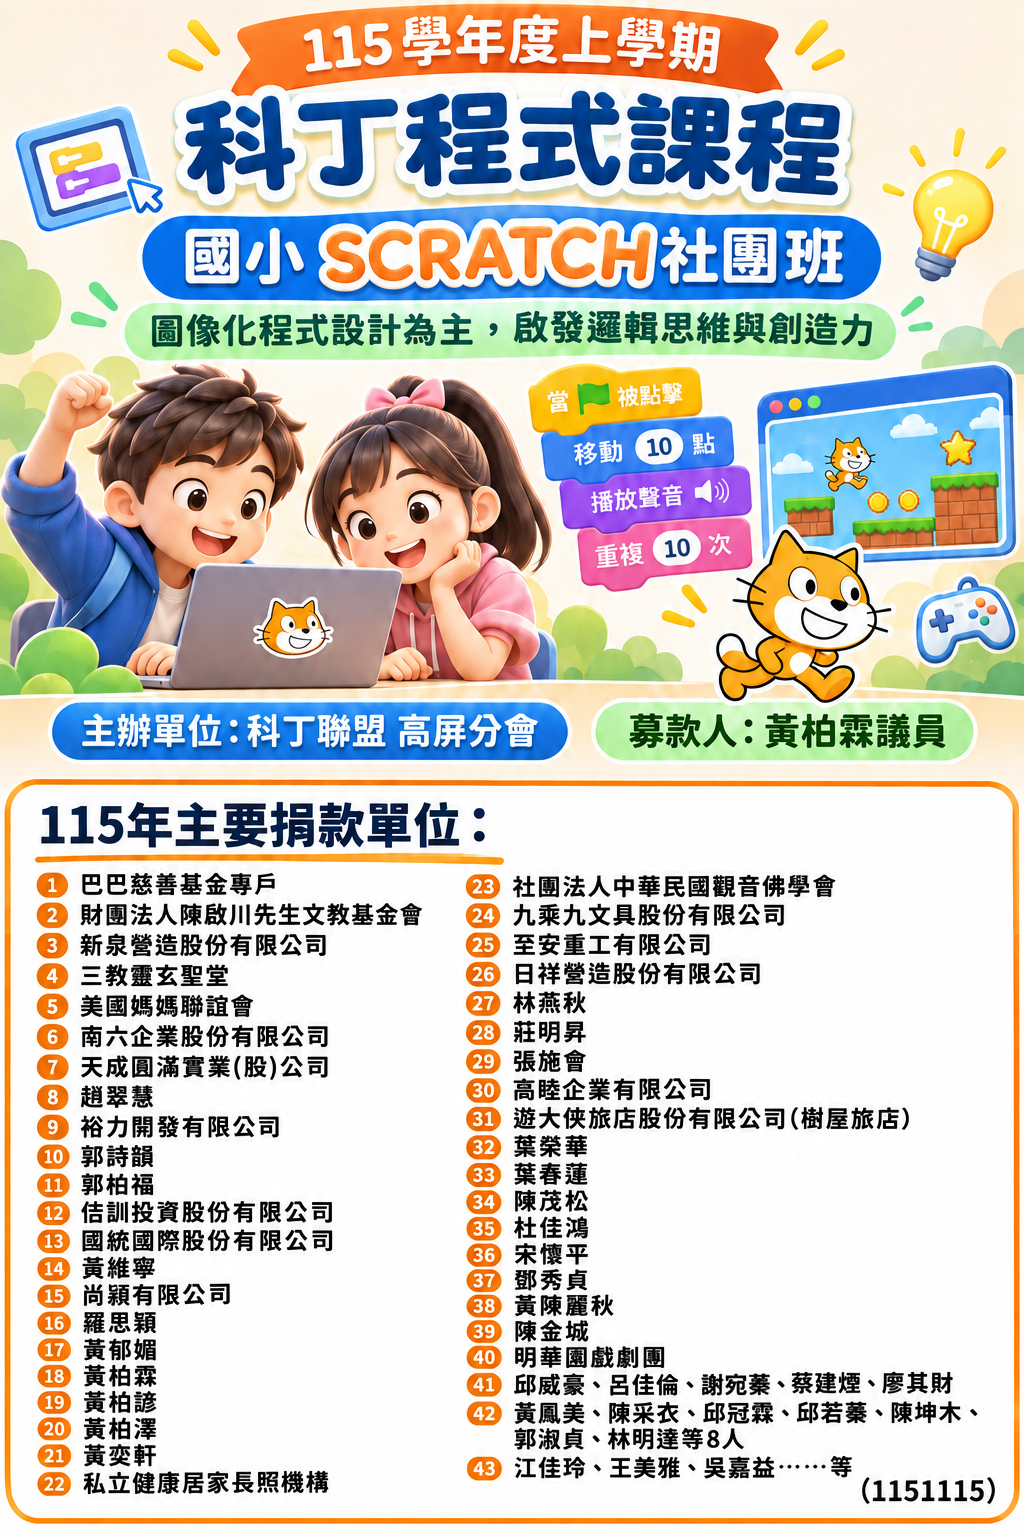 115學年度上學期
科丁程式課程
國小 SCRATCH 社團班
圖像化程式設計為主，啟發邏輯思維與創造力
當 被點擊
移動 10 點
播放聲音
重複 10 次
主辦單位：科丁聯盟 高屏分會
募款人：黃柏霖議員
115年主要捐款單位：
1 巴巴慈善基金專戶
2 財團法人陳啟川先生文教基金會
3 新泉營造股份有限公司
4 三教靈玄聖堂
5 美國媽媽聯誼會
6 南六企業股份有限公司
7 天成圓滿實業(股)公司
8 趙翠慧
9 裕力開發有限公司
10 郭詩韻
11 郭柏福
12 佶訓投資股份有限公司
13 國統國際股份有限公司
14 黃維寧
15 尚穎有限公司
16 羅思穎
17 黃郁媚
18 黃柏霖
19 黃柏諺
20 黃柏澤
21 黃奕軒
22 私立健康居家長照機構
23 社團法人中華民國觀音佛學會
24 九乘九文具股份有限公司
25 至安重工有限公司
26 日祥營造股份有限公司
27 林燕秋
28 莊明昇
29 張施會
30 高睦企業有限公司
31 遊大俠旅店股份有限公司(樹屋旅店)
32 葉榮華
33 葉春蓮
34 陳茂松
35 杜佳鴻
36 宋懷平
37 鄧秀貞
38 黃陳麗秋
39 陳金城
40 明華園戲劇團
41 邱威豪、呂佳倫、謝宛蓁、蔡建煙、廖其財
42 黃鳳美、陳采衣、邱冠霖、邱若蓁、陳坤木、
郭淑貞、林明達等8人
43 江佳玲、王美雅、吳嘉益……等
(1151115)